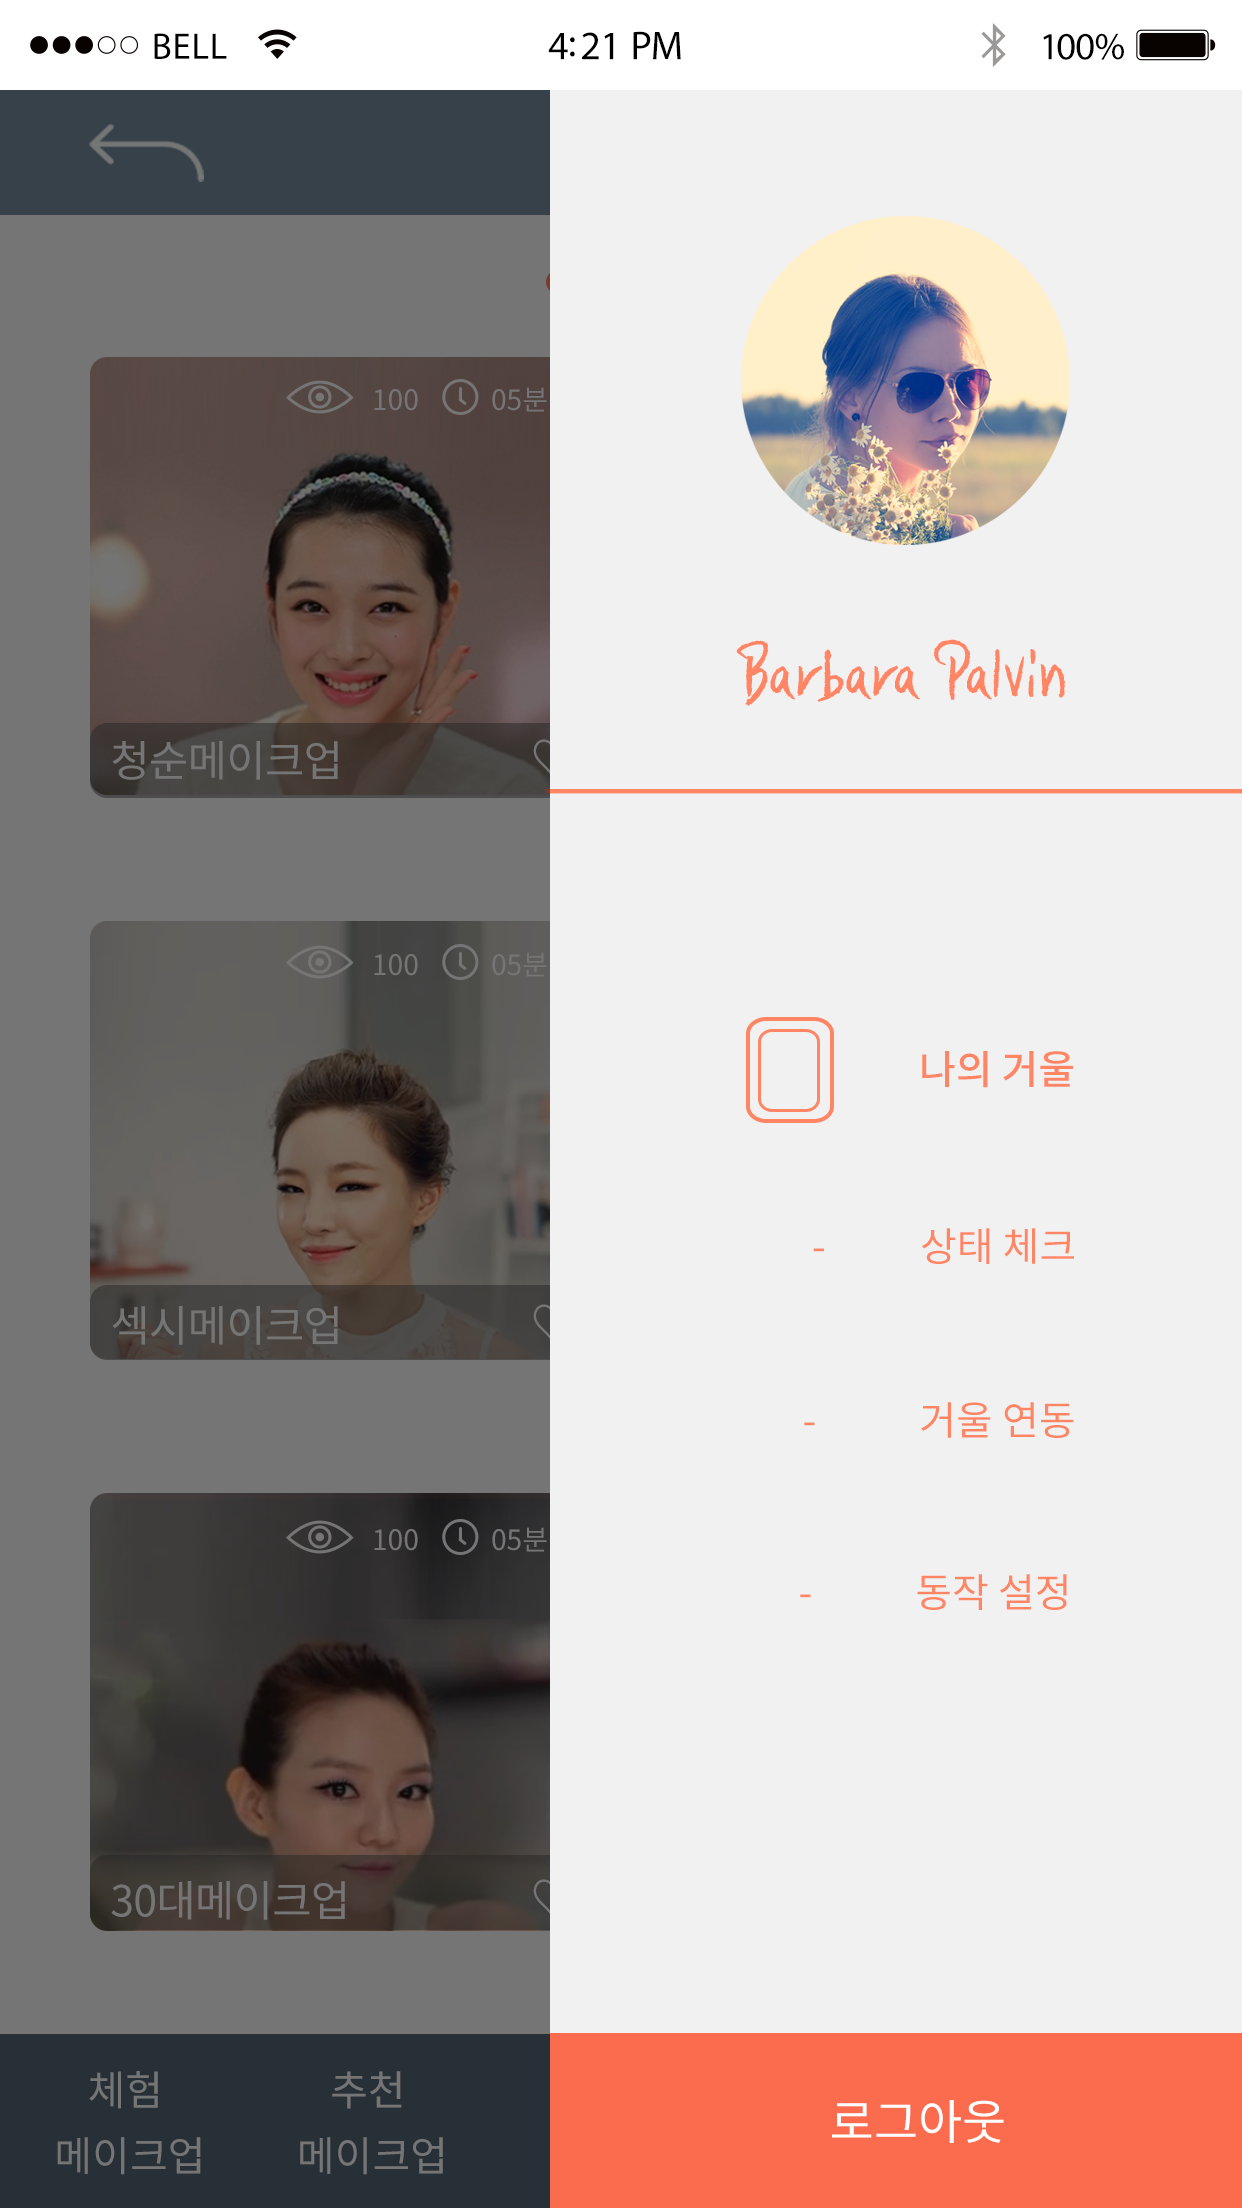 BELL 4:21 PM 100%
100 05분
청순메이크업
100 05분
섹시메이크업
100 05분
30대메이크업
체험
메이크업
추천
메이크업
Barbara Palvin
나의 거울
- 상태 체크
- 거울 연동
- 동작 설정
로그아웃